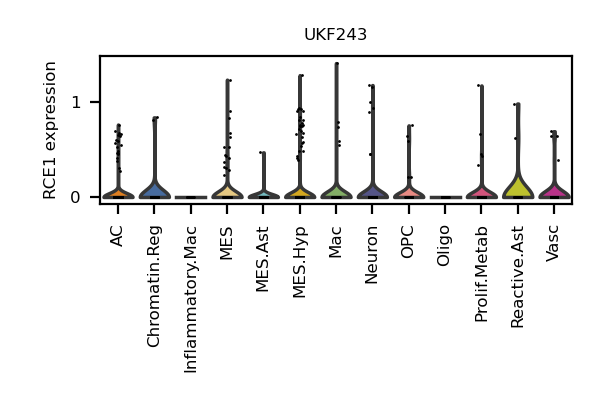 UKF243
RCE1 expression
1
0
AC
Chromatin.Reg
Inflammatory.Mac
MES
MES.Ast
MES.Hyp
Mac
Neuron
OPC
Oligo
Prolif.Metab
Reactive.Ast
Vasc